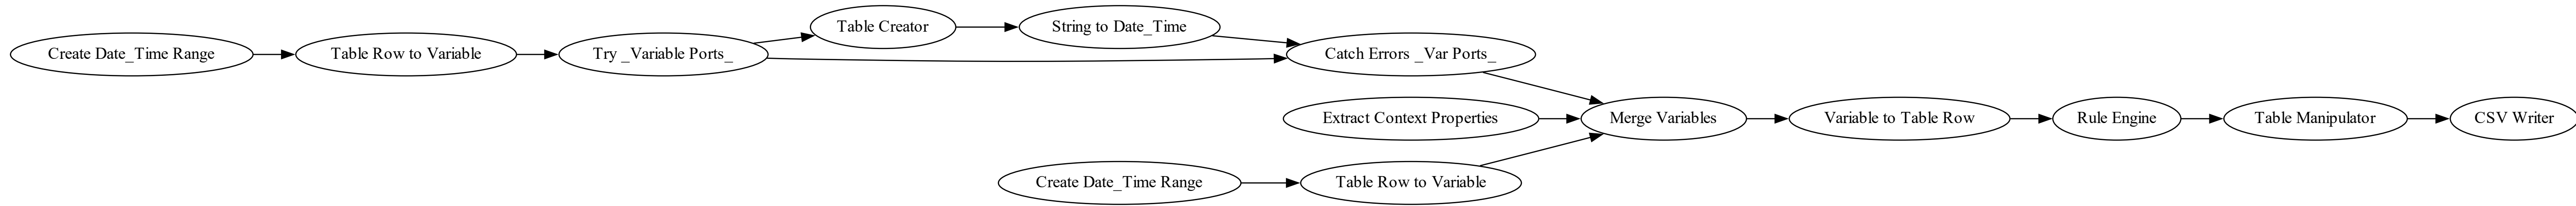 Create Date_Time Range
Table Row to Variable
Try _Variable Ports_
Table Creator
String to Date_Time
Catch Errors _Var Ports_
Extract Context Properties
Create Date_Time Range
Table Row to Variable
Merge Variables
Variable to Table Row
Rule Engine
Table Manipulator
CSV Writer